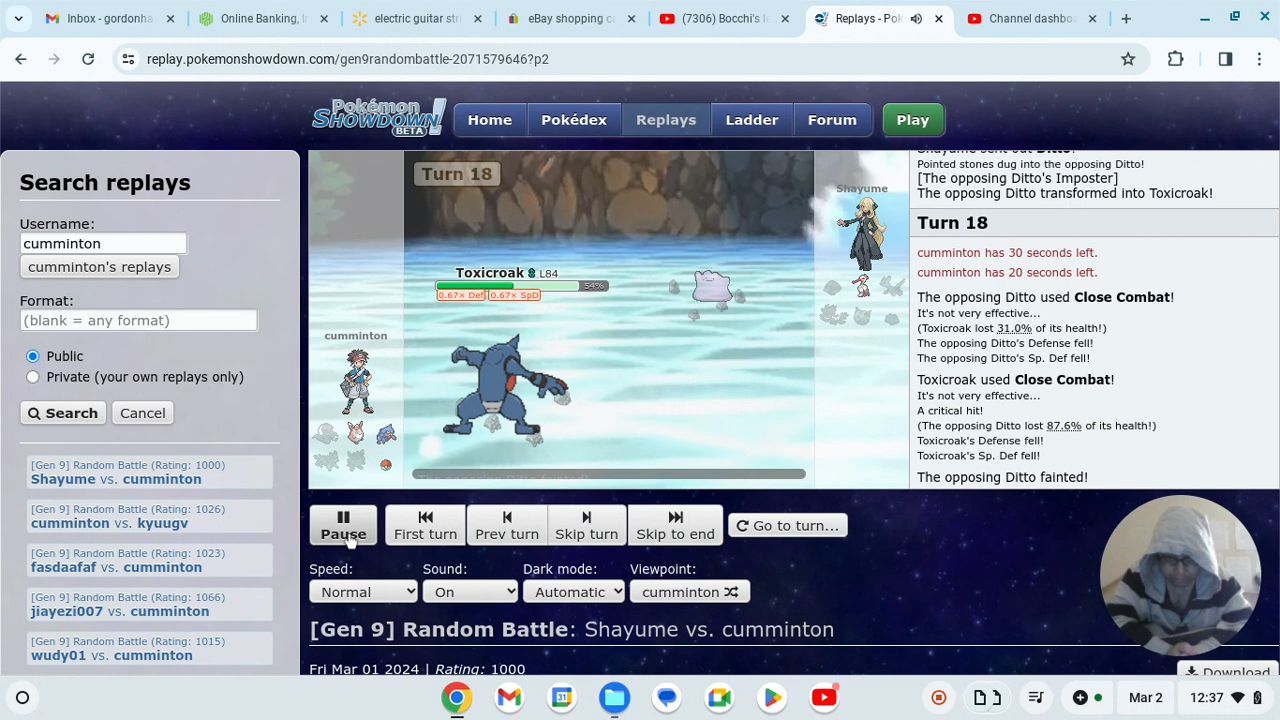 Inbox - gordonha
Online Banking, In
electric guitar str
eBay shopping ca
(7306) Bocchi's l
Replays - Pok
Channel dashbo
replay.pokemonshowdown.com/gen9randombattle-2071579646?p2
Pokémon
SHOWDOWN!
BETA
Home
Pokédex
Replays
Ladder
Forum
Play
Search replays
Username:
cumminton
cumminton's replays
Format:
(blank = any format)
Public
Private (your own replays only)
Search
Cancel
[Gen 9] Random Battle (Rating: 1000)
Shayume vs. cumminton
[Gen 9] Random Battle (Rating: 1026)
cumminton vs. kyuugv
[Gen 9] Random Battle (Rating: 1023)
fasdaafaf vs. cumminton
[Gen 9] Random Battle (Rating: 1066)
jiayezi007 vs. cumminton
[Gen 9] Random Battle (Rating: 1015)
wudy01 vs. cumminton
Turn 18
Shayume
Toxicroak L84
54%
0.67× Def 0.67× SpD
cumminton
The opposing Ditto fainted!
Shayume sent out Ditto!
Pointed stones dug into the opposing Ditto!
[The opposing Ditto's Imposter]
The opposing Ditto transformed into Toxicroak!
Turn 18
cumminton has 30 seconds left.
cumminton has 20 seconds left.
The opposing Ditto used Close Combat!
It's not very effective...
(Toxicroak lost 31.0% of its health!)
The opposing Ditto's Defense fell!
The opposing Ditto's Sp. Def fell!
Toxicroak used Close Combat!
It's not very effective...
A critical hit!
(The opposing Ditto lost 87.6% of its health!)
Toxicroak's Defense fell!
Toxicroak's Sp. Def fell!
The opposing Ditto fainted!
Pause
First turn
Prev turn
Skip turn
Skip to end
Go to turn...
Speed:
Sound:
Dark mode:
Viewpoint:
Normal
On
Automatic
cumminton
[Gen 9] Random Battle: Shayume vs. cumminton
Fri Mar 01 2024 | Rating: 1000
Download
Mar 2
12:37